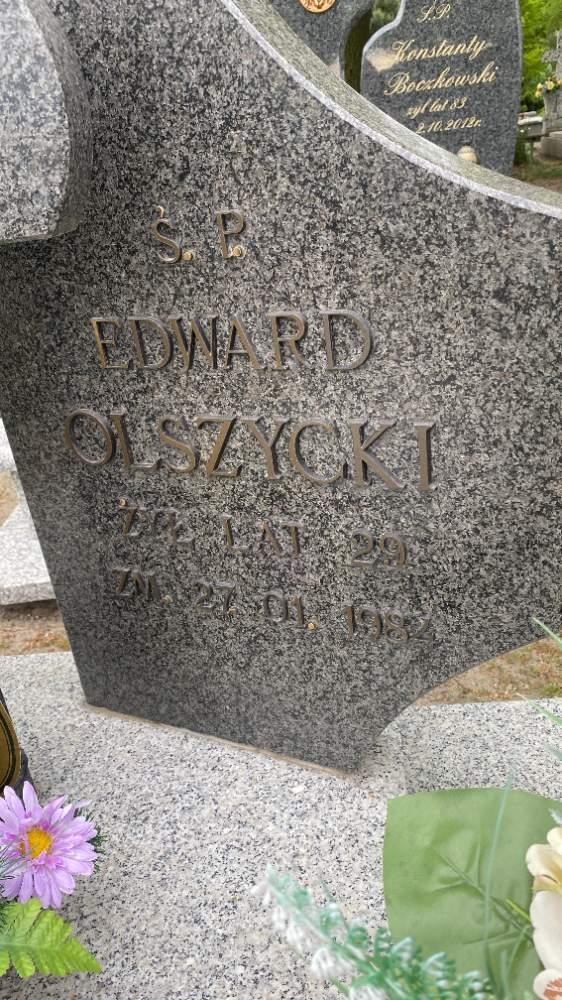 Ś.P.
Konstanty
Boczkowski
żył lat 83
2.10.2012r.
Ś. P.
EDWARD
OLSZYCKI
ŻYŁ LAT 29
ZM. 27. 01. 1982